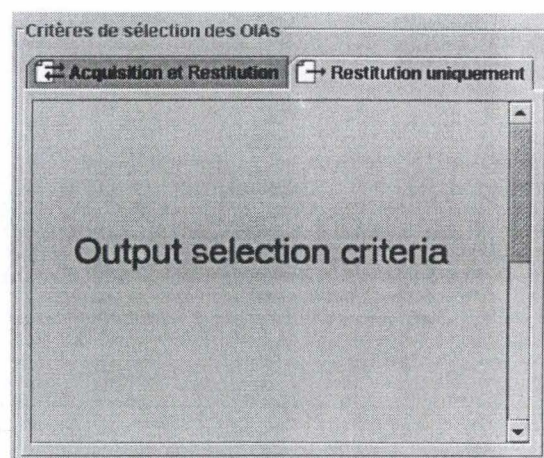 Critères de sélection des OIAs
Acquisition et Restitution
Restitution uniquement
Output selection criteria